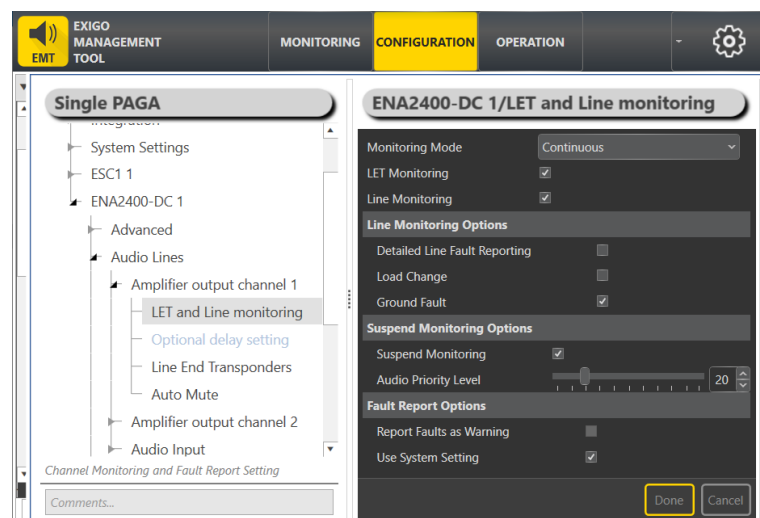 EXIGO
MANAGEMENT
TOOL
EMT
MONITORING
CONFIGURATION
OPERATION
Single PAGA
Integration
System Settings
ESC1 1
ENA2400-DC 1
Advanced
Audio Lines
Amplifier output channel 1
LET and Line monitoring
Optional delay setting
Line End Transponders
Auto Mute
Amplifier output channel 2
Audio Input
Channel Monitoring and Fault Report Setting
Comments...
ENA2400-DC 1/LET and Line monitoring
Monitoring Mode Continuous
LET Monitoring
Line Monitoring
Line Monitoring Options
Detailed Line Fault Reporting
Load Change
Ground Fault
Suspend Monitoring Options
Suspend Monitoring
Audio Priority Level 20
Fault Report Options
Report Faults as Warning
Use System Setting
Done Cancel